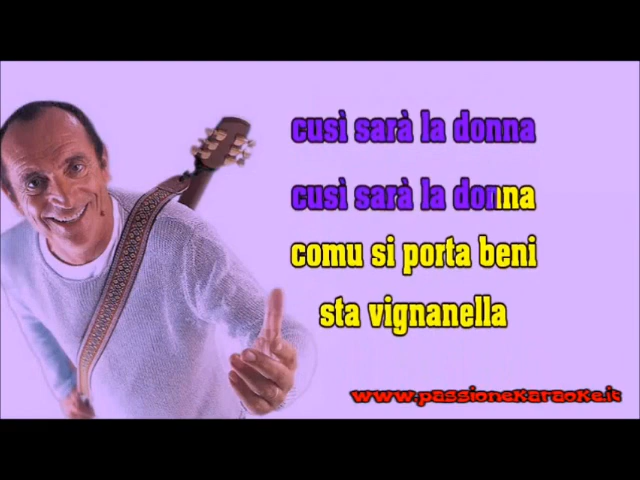 cusì sarà la donna
cusì sarà la donna
comu si porta beni
sta vignanella
www.passionekaraoke.it